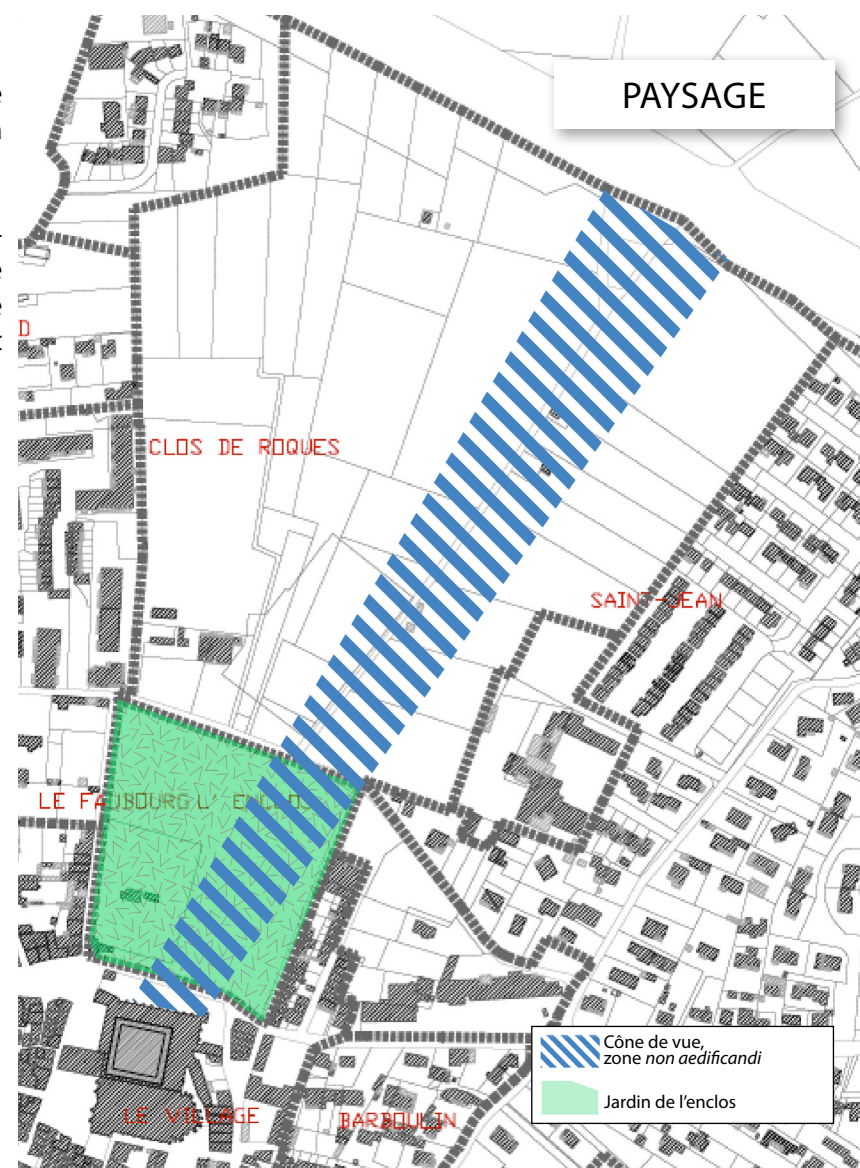 PAYSAGE
D
CLOS DE ROQUES
SAINT-JEAN
LE FAUBOURG L' ENCLOS
LE VILLAGE
BARBOULIN
Cône de vue,
zone non aedificandi
Jardin de l'enclos